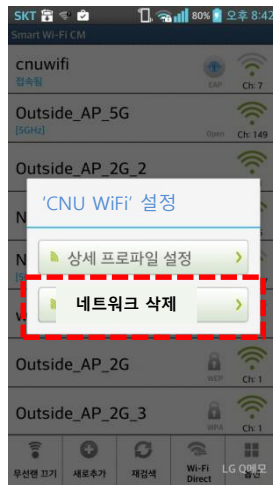 SKT 80% 오후 8:42
Smart Wi-Fi CM
cnuwifi
접속됨
EAP Ch: 7
Outside_AP_5G
[5GHz]
Open Ch: 149
Outside_AP_2G_2
'CNU WiFi' 설정
N
상세 프로파일 설정
N
네트워크 삭제
Outside_AP_2G
WEP Ch: 1
Outside_AP_2G_3
WPA Ch: 1
무선랜 끄기 새로추가 재검색 Wi-Fi Direct LG Q메모